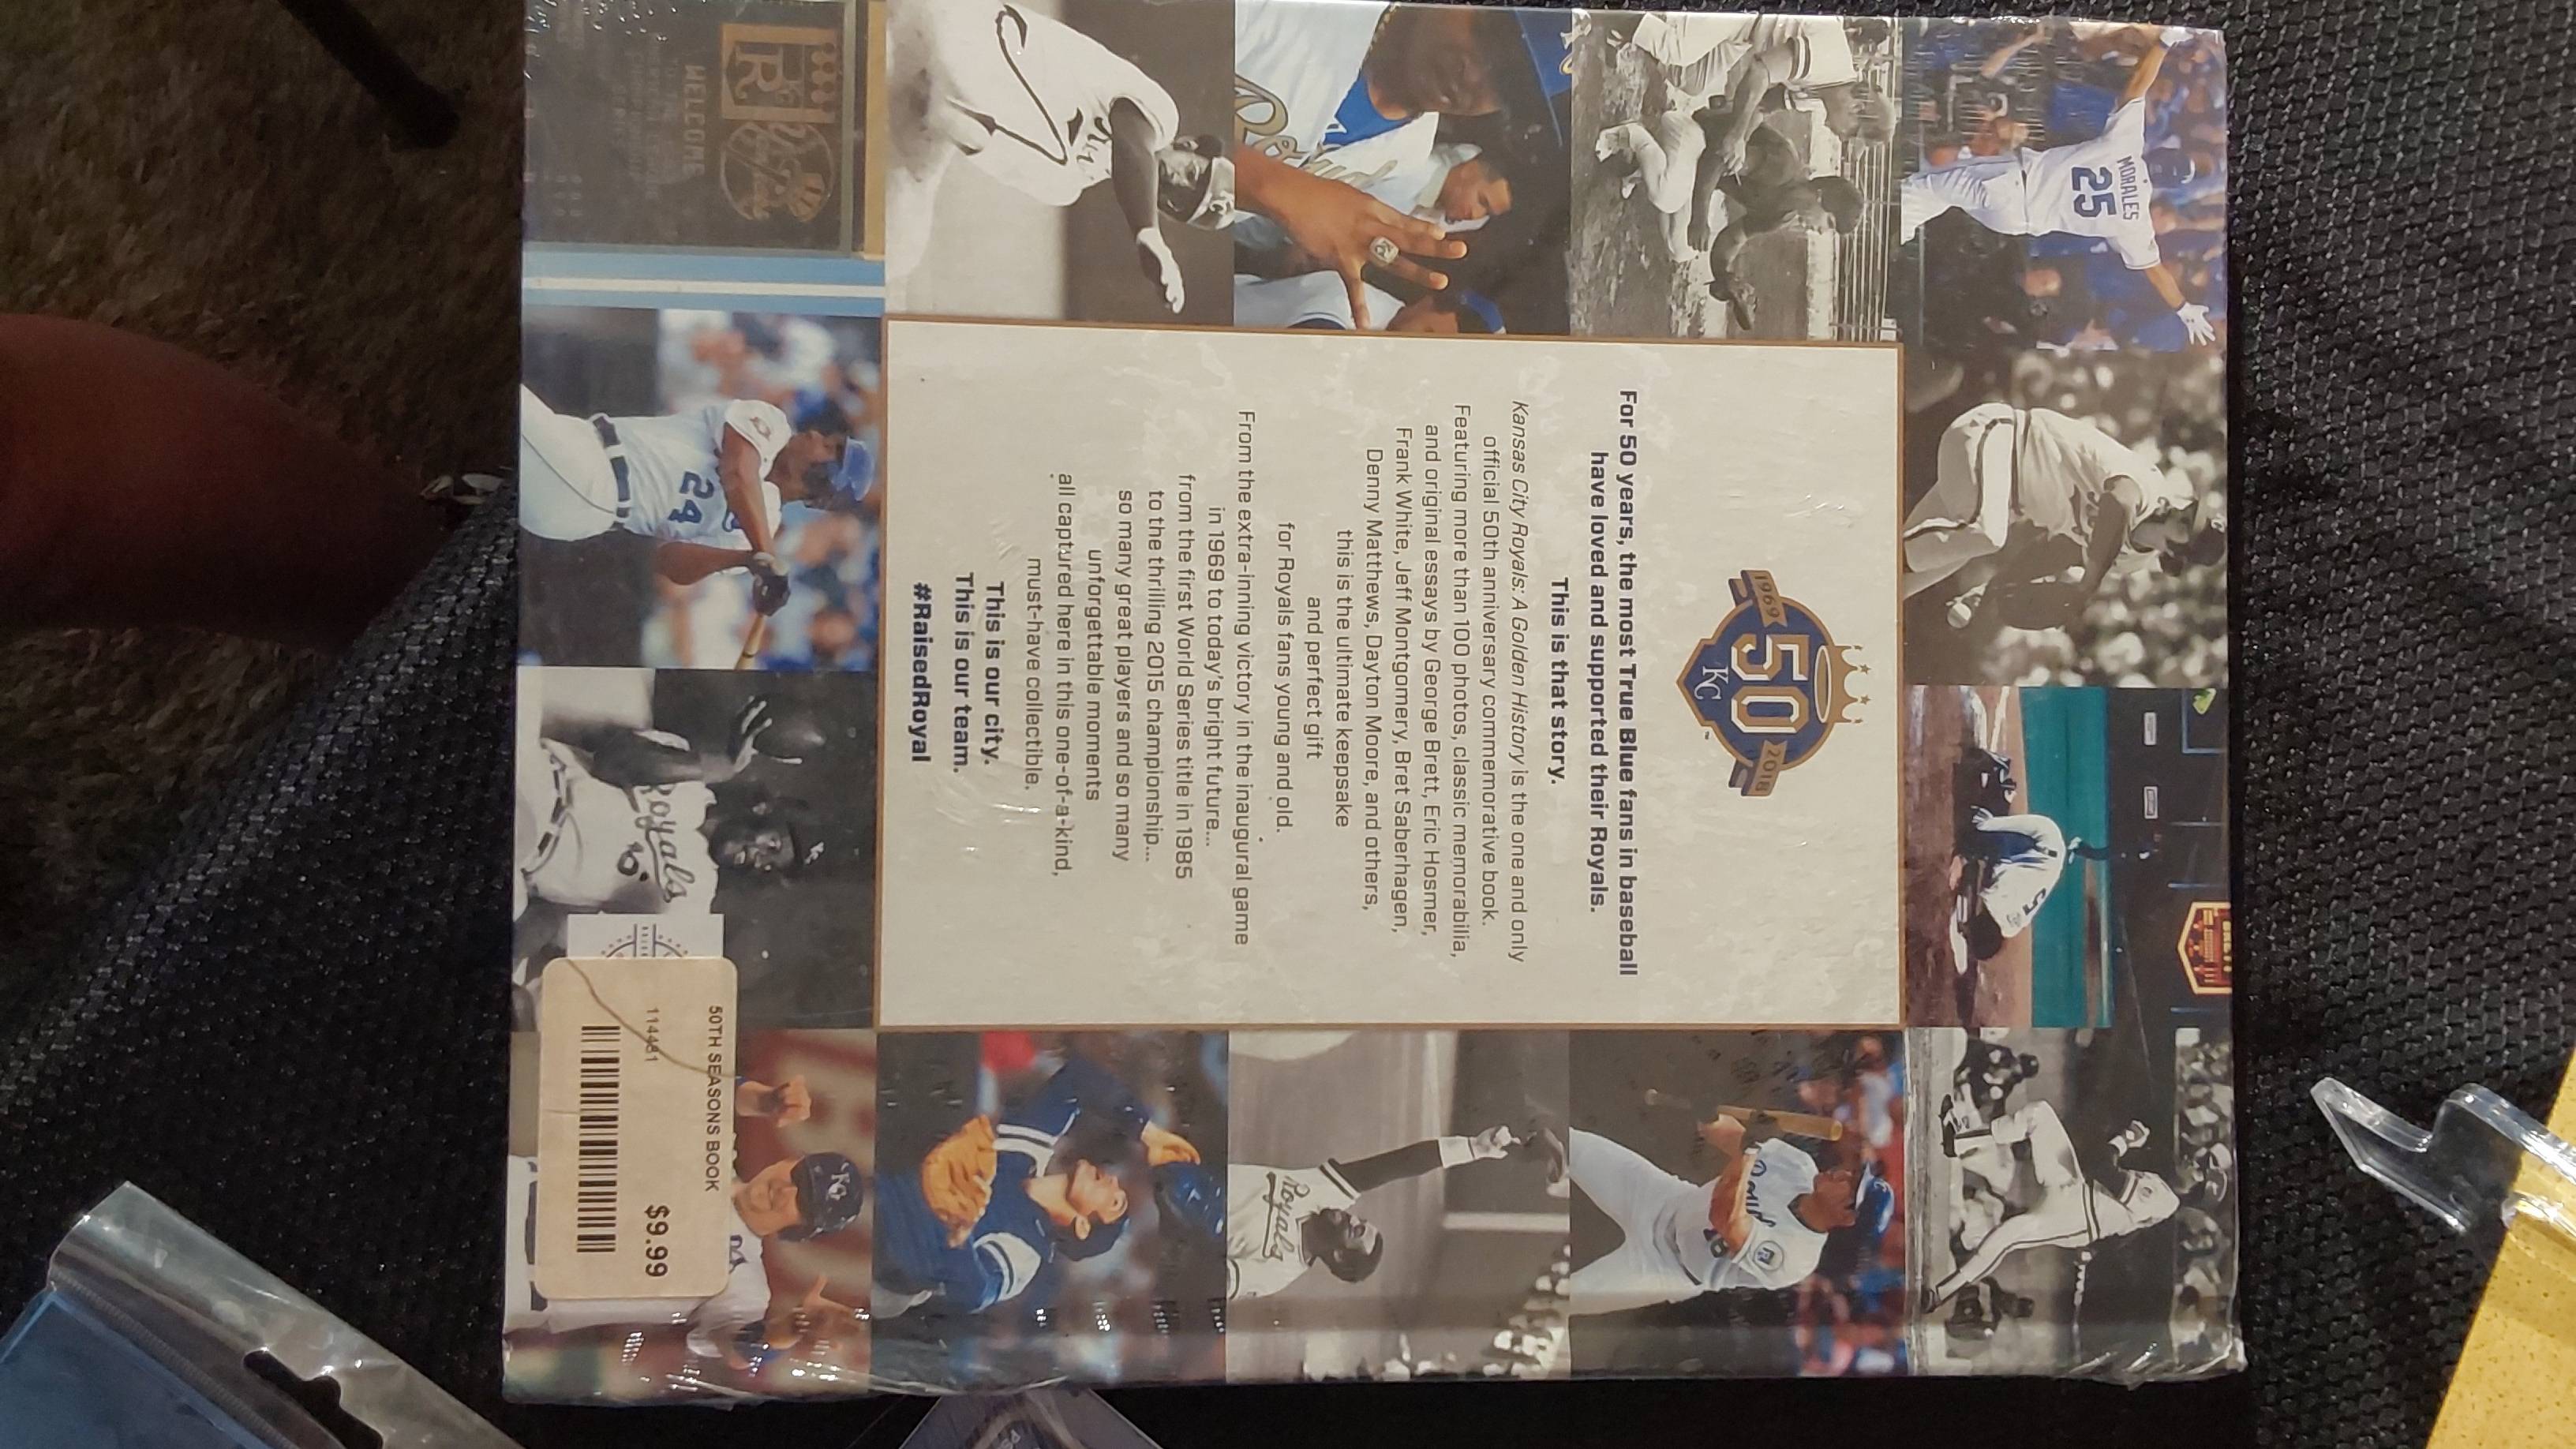 MORALES
25
Royals
WELCOME
1969
50
2018
KC
For 50 years, the most True Blue fans in baseball
have loved and supported their Royals.
This is that story.
Kansas City Royals: A Golden History is the one and only
official 50th anniversary commemorative book.
Featuring more than 100 photos, classic memorabilia,
and original essays by George Brett, Eric Hosmer,
Frank White, Jeff Montgomery, Bret Saberhagen,
Denny Matthews, Dayton Moore, and others,
this is the ultimate keepsake
and perfect gift
for Royals fans young and old.
From the extra-inning victory in the inaugural game
in 1969 to today's bright future...
from the first World Series title in 1985
to the thrilling 2015 championship...
so many great players and so many
unforgettable moments
all captured here in this one-of-a-kind,
must-have collectible.
This is our city.
This is our team.
#RaisedRoyal
24
Royals
Royals
KC
50TH SEASONS BOOK
114481
$9.99